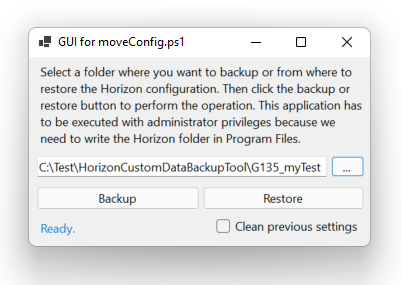 GUI for moveConfig.ps1
Select a folder where you want to backup or from where to
restore the Horizon configuration. Then click the backup or
restore button to perform the operation. This application has
to be executed with administrator privileges because we
need to write the Horizon folder in Program Files.
C:\Test\HorizonCustomDataBackupTool\G135_myTest ...
Backup Restore
Ready. Clean previous settings